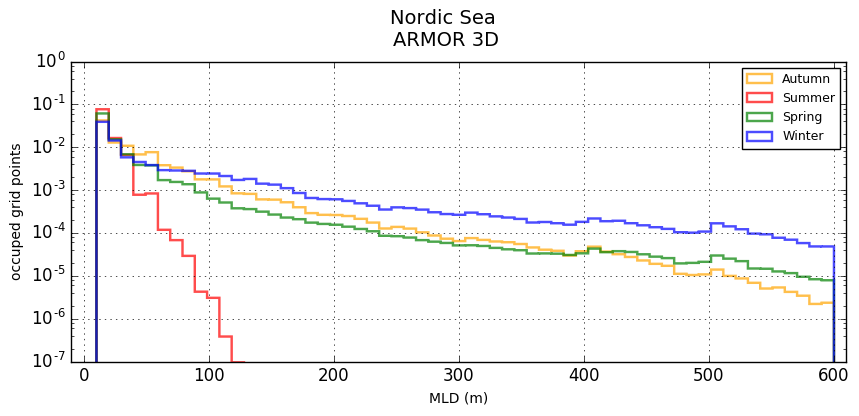 Nordic Sea
ARMOR 3D
10^0
10^-1
10^-2
10^-3
10^-4
10^-5
10^-6
10^-7
occuped grid points
Autumn
Summer
Spring
Winter
0 100 200 300 400 500 600
MLD (m)